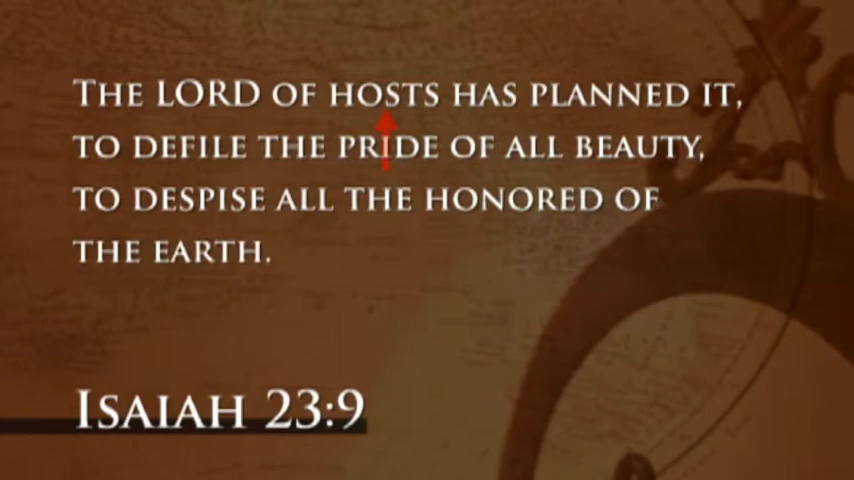 The LORD of hosts has planned it,
to defile the pride of all beauty,
to despise all the honored of
the earth.
Isaiah 23:9